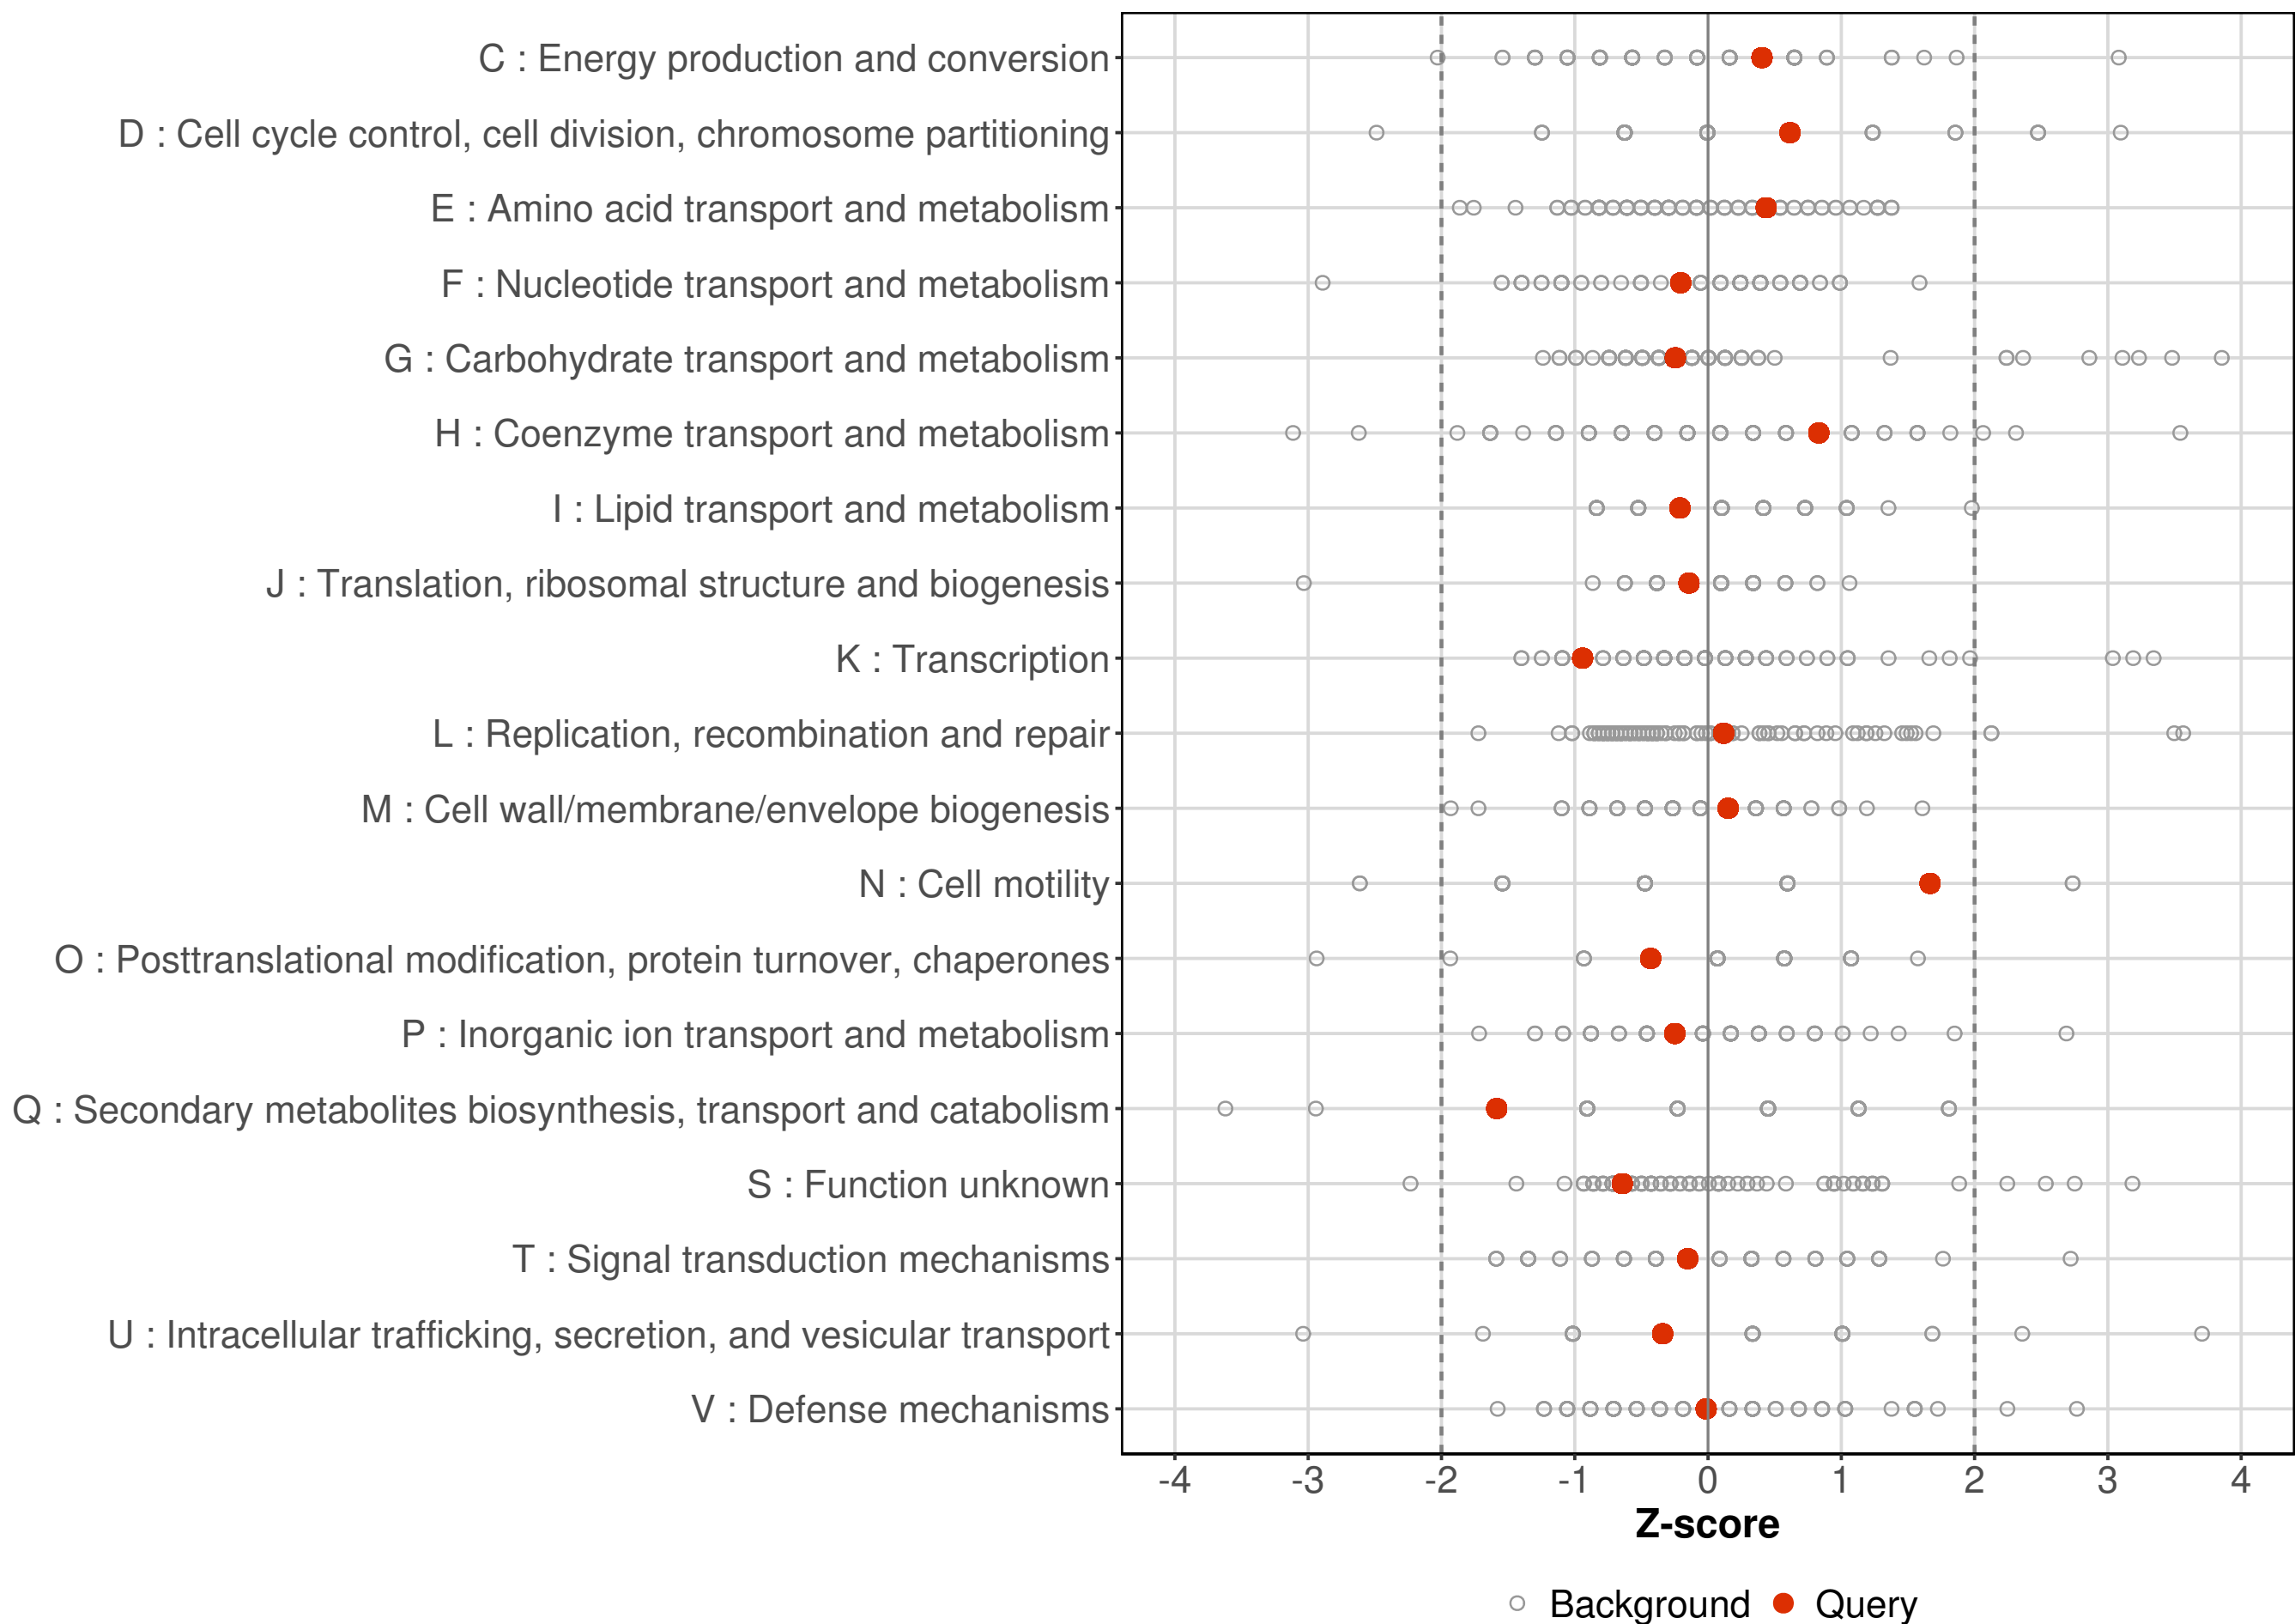 C : Energy production and conversion
D : Cell cycle control, cell division, chromosome partitioning
E : Amino acid transport and metabolism
F : Nucleotide transport and metabolism
G : Carbohydrate transport and metabolism
H : Coenzyme transport and metabolism
I : Lipid transport and metabolism
J : Translation, ribosomal structure and biogenesis
K : Transcription
L : Replication, recombination and repair
M : Cell wall/membrane/envelope biogenesis
N : Cell motility
O : Posttranslational modification, protein turnover, chaperones
P : Inorganic ion transport and metabolism
Q : Secondary metabolites biosynthesis, transport and catabolism
S : Function unknown
T : Signal transduction mechanisms
U : Intracellular trafficking, secretion, and vesicular transport
V : Defense mechanisms
-4 -3 -2 -1 0 1 2 3 4
Z-score
Background Query